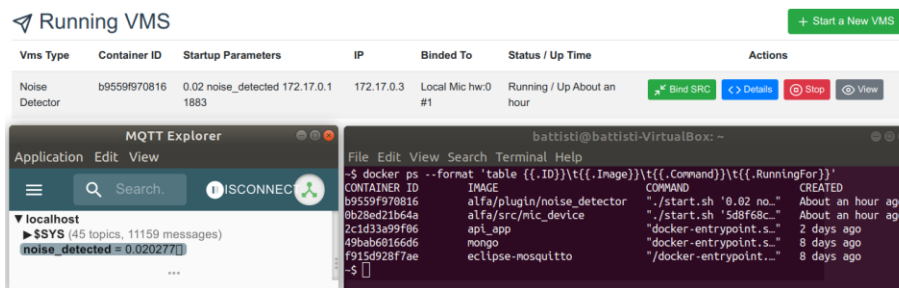 Running VMS
+ Start a New VMS
Vms Type Container ID Startup Parameters IP Binded To Status / Up Time Actions
Noise Detector b9559f970816 0.02 noise_detected 172.17.0.1 1883 172.17.0.3 Local Mic hw:0 #1 Running / Up About an hour Bind SRC <> Details Stop View
MQTT Explorer
Application Edit View
Search... DISCONNECT
▼ localhost
▶ $SYS (45 topics, 11159 messages)
noise_detected = 0.020277▯
...
battisti@battisti-VirtualBox: ~
File Edit View Search Terminal Help
~$ docker ps --format 'table {{.ID}}\t{{.Image}}\t{{.Command}}\t{{.RunningFor}}'
CONTAINER ID IMAGE COMMAND CREATED
b9559f970816 alfa/plugin/noise_detector "./start.sh '0.02 no…" About an hour ago
0b28ed21b64a alfa/src/mic_device "./start.sh '5d8f68c…" About an hour ago
2c1d33a99f06 api_app "docker-entrypoint.s…" 2 days ago
49bab60166d6 mongo "docker-entrypoint.s…" 8 days ago
f915d928f7ae eclipse-mosquitto "/docker-entrypoint.…" 8 days ago
~$